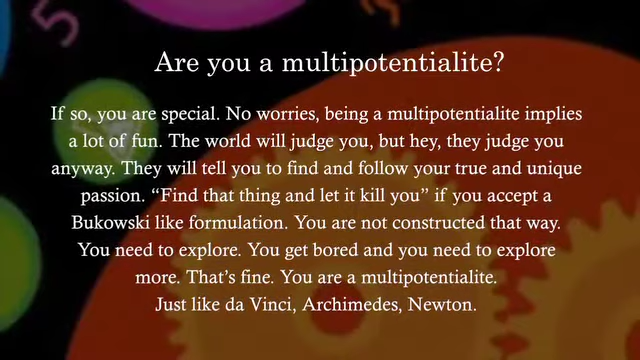 Are you a multipotentialite?
If so, you are special. No worries, being a multipotentialite implies
a lot of fun. The world will judge you, but hey, they judge you
anyway. They will tell you to find and follow your true and unique
passion. “Find that thing and let it kill you” if you accept a
Bukowski like formulation. You are not constructed that way.
You need to explore. You get bored and you need to explore
more. That’s fine. You are a multipotentialite.
Just like da Vinci, Archimedes, Newton.
5